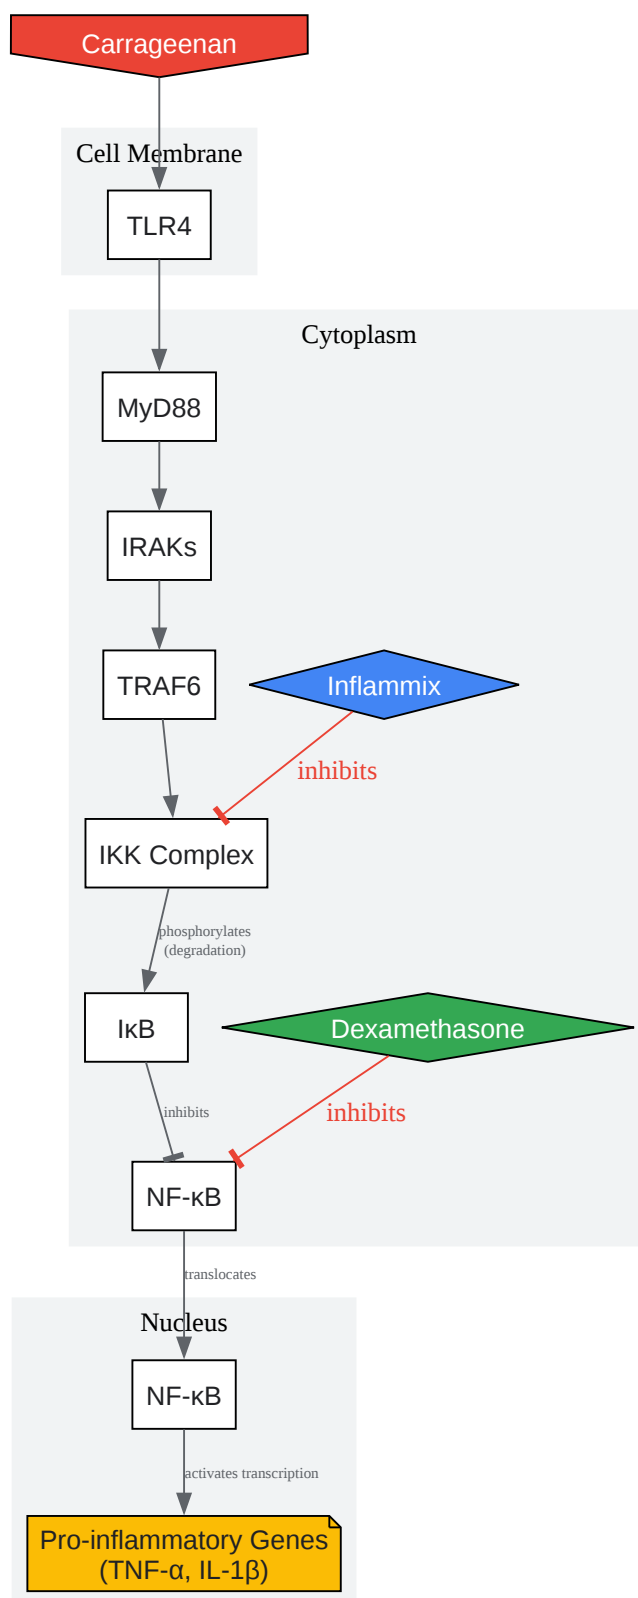 Carrageenan
Cell Membrane
TLR4
Cytoplasm
MyD88
IRAKs
TRAF6
Inflammix
inhibits
IKK Complex
phosphorylates
(degradation)
IκB
Dexamethasone
inhibits
inhibits
NF-κB
translocates
Nucleus
NF-κB
activates transcription
Pro-inflammatory Genes
(TNF-α, IL-1β)